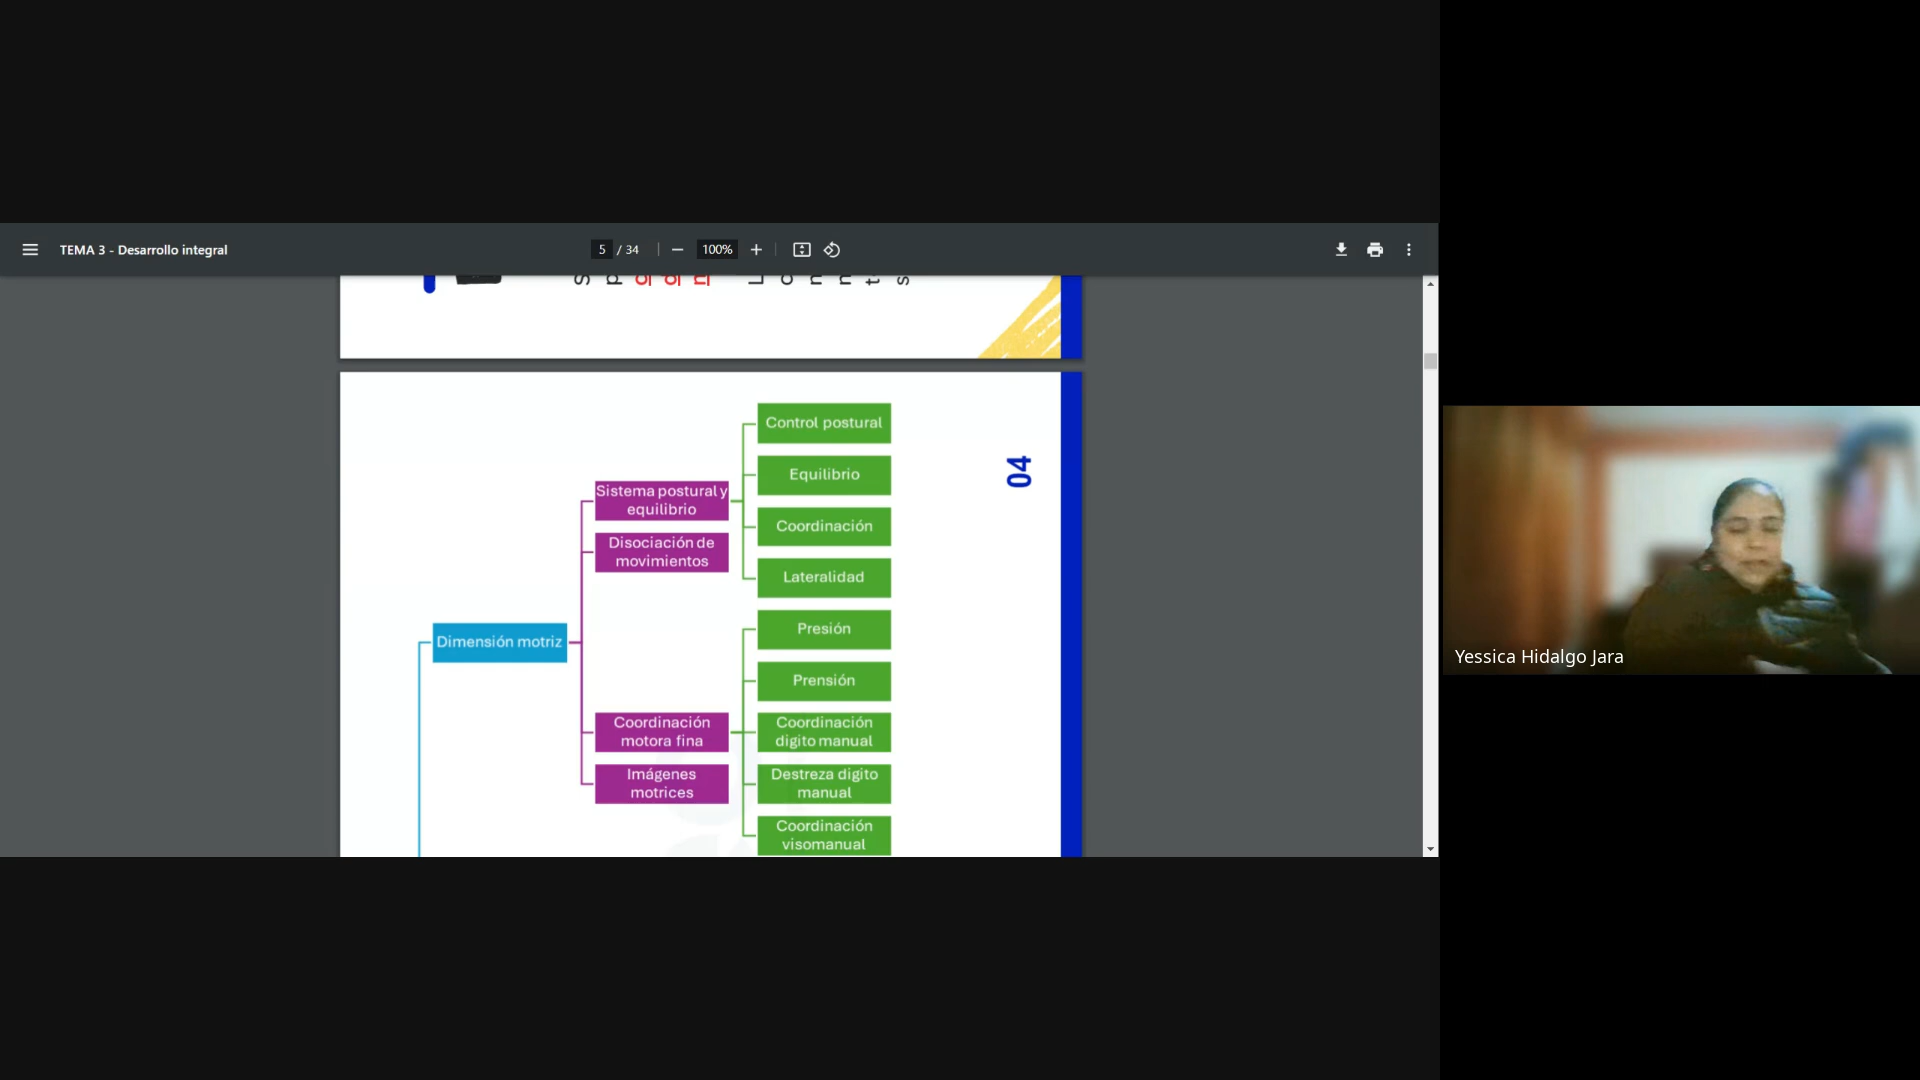 TEMA 3 - Desarrollo integral
5 / 34
100%
Control postural
Equilibrio
Sistema postural y
equilibrio
Coordinación
Disociación de
movimientos
Lateralidad
Presión
Dimensión motriz
Prensión
Coordinación
motora fina
Coordinación
digito manual
Imágenes
motrices
Destreza digito
manual
Coordinación
visomanual
04
Yessica Hidalgo Jara